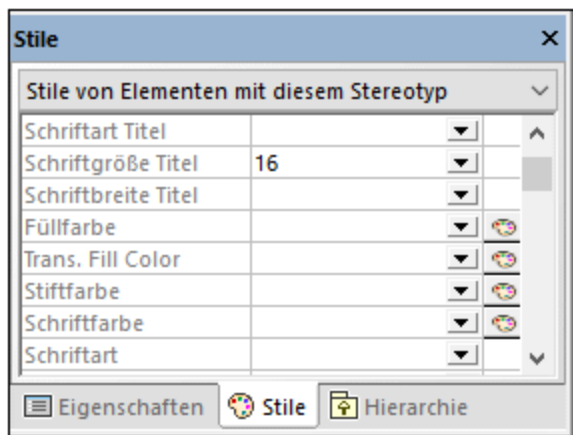 Stile
Stile von Elementen mit diesem Stereotyp
Schriftart Titel
Schriftgröße Titel 16
Schriftbreite Titel
Füllfarbe
Trans. Fill Color
Stiftfarbe
Schriftfarbe
Schriftart
Eigenschaften Stile Hierarchie